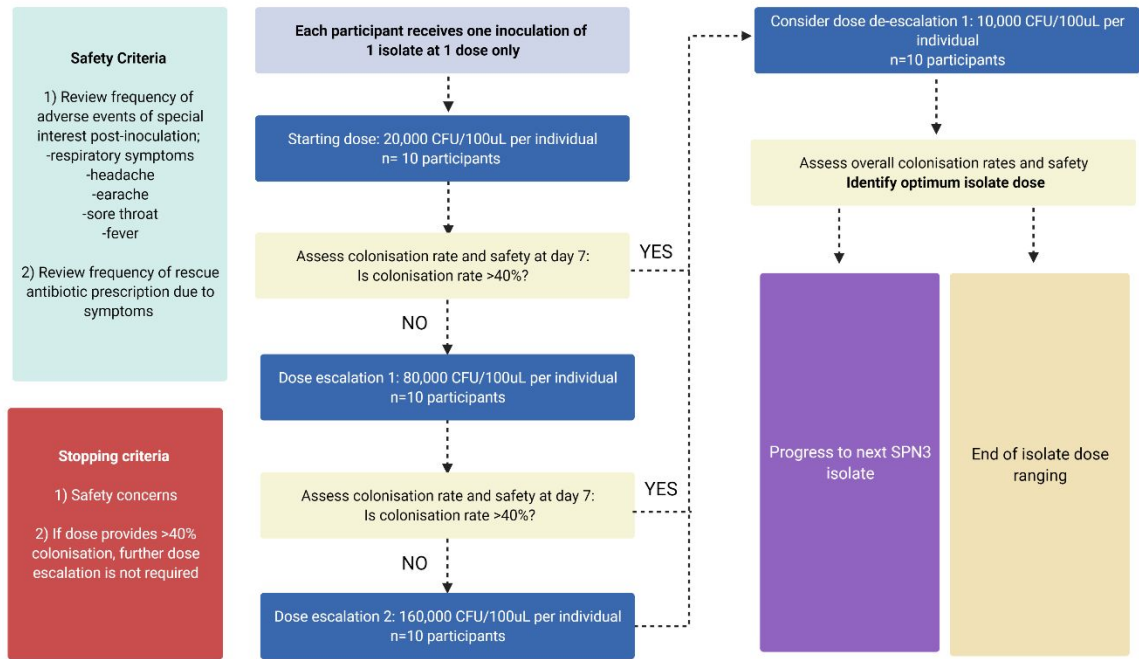 Safety Criteria
1) Review frequency of
adverse events of special
interest post-inoculation;
-respiratory symptoms
-headache
-earache
-sore throat
-fever
2) Review frequency of rescue
antibiotic prescription due to
symptoms
Stopping criteria
1) Safety concerns
2) If dose provides >40%
colonisation, further dose
escalation is not required
Each participant receives one inoculation of
1 isolate at 1 dose only
Starting dose: 20,000 CFU/100uL per individual
n= 10 participants
Assess colonisation rate and safety at day 7:
Is colonisation rate >40%?
YES
NO
Dose escalation 1: 80,000 CFU/100uL per individual
n=10 participants
Assess colonisation rate and safety at day 7:
Is colonisation rate >40%?
YES
NO
Dose escalation 2: 160,000 CFU/100uL per individual
n=10 participants
Consider dose de-escalation 1: 10,000 CFU/100uL per
individual
n=10 participants
Assess overall colonisation rates and safety
Identify optimum isolate dose
Progress to next SPN3
isolate
End of isolate dose
ranging